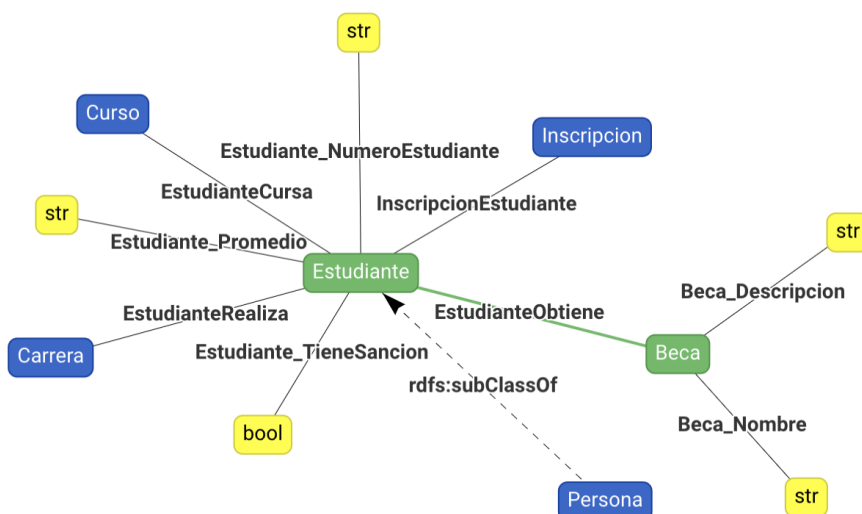 str
Curso
Inscripcion
Estudiante_NumeroEstudiante
EstudianteCursa
InscripcionEstudiante
str
Estudiante_Promedio
str
Estudiante
Beca_Descripcion
EstudianteRealiza
EstudianteObtiene
Carrera
Estudiante_TieneSancion
Beca
rdfs:subClassOf
Beca_Nombre
bool
Persona
str